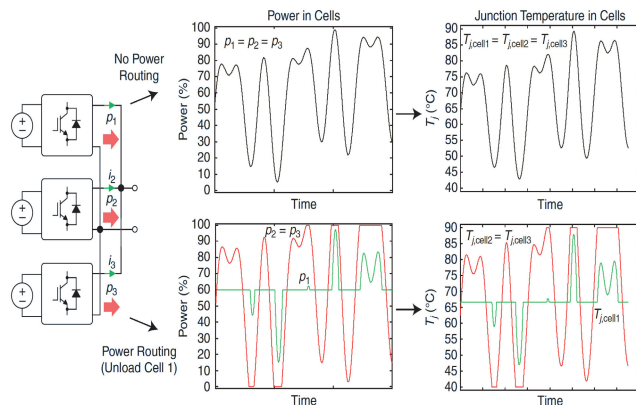 Power in Cells
Junction Temperature in Cells
No Power
Routing
p1 = p2 = p3
Tj,cell1 = Tj,cell2 = Tj,cell3
Power (%)
100
90
80
70
60
50
40
30
20
10
0
Time
Tj (°C)
90
85
80
75
70
65
60
55
50
45
40
Time
p1
i2
p2
i3
p3
Power Routing
(Unload Cell 1)
p2 = p3
p1
Power (%)
100
90
80
70
60
50
40
30
20
10
0
Time
Tj,cell2 = Tj,cell3
Tj,cell1
Tj (°C)
90
85
80
75
70
65
60
55
50
45
40
Time